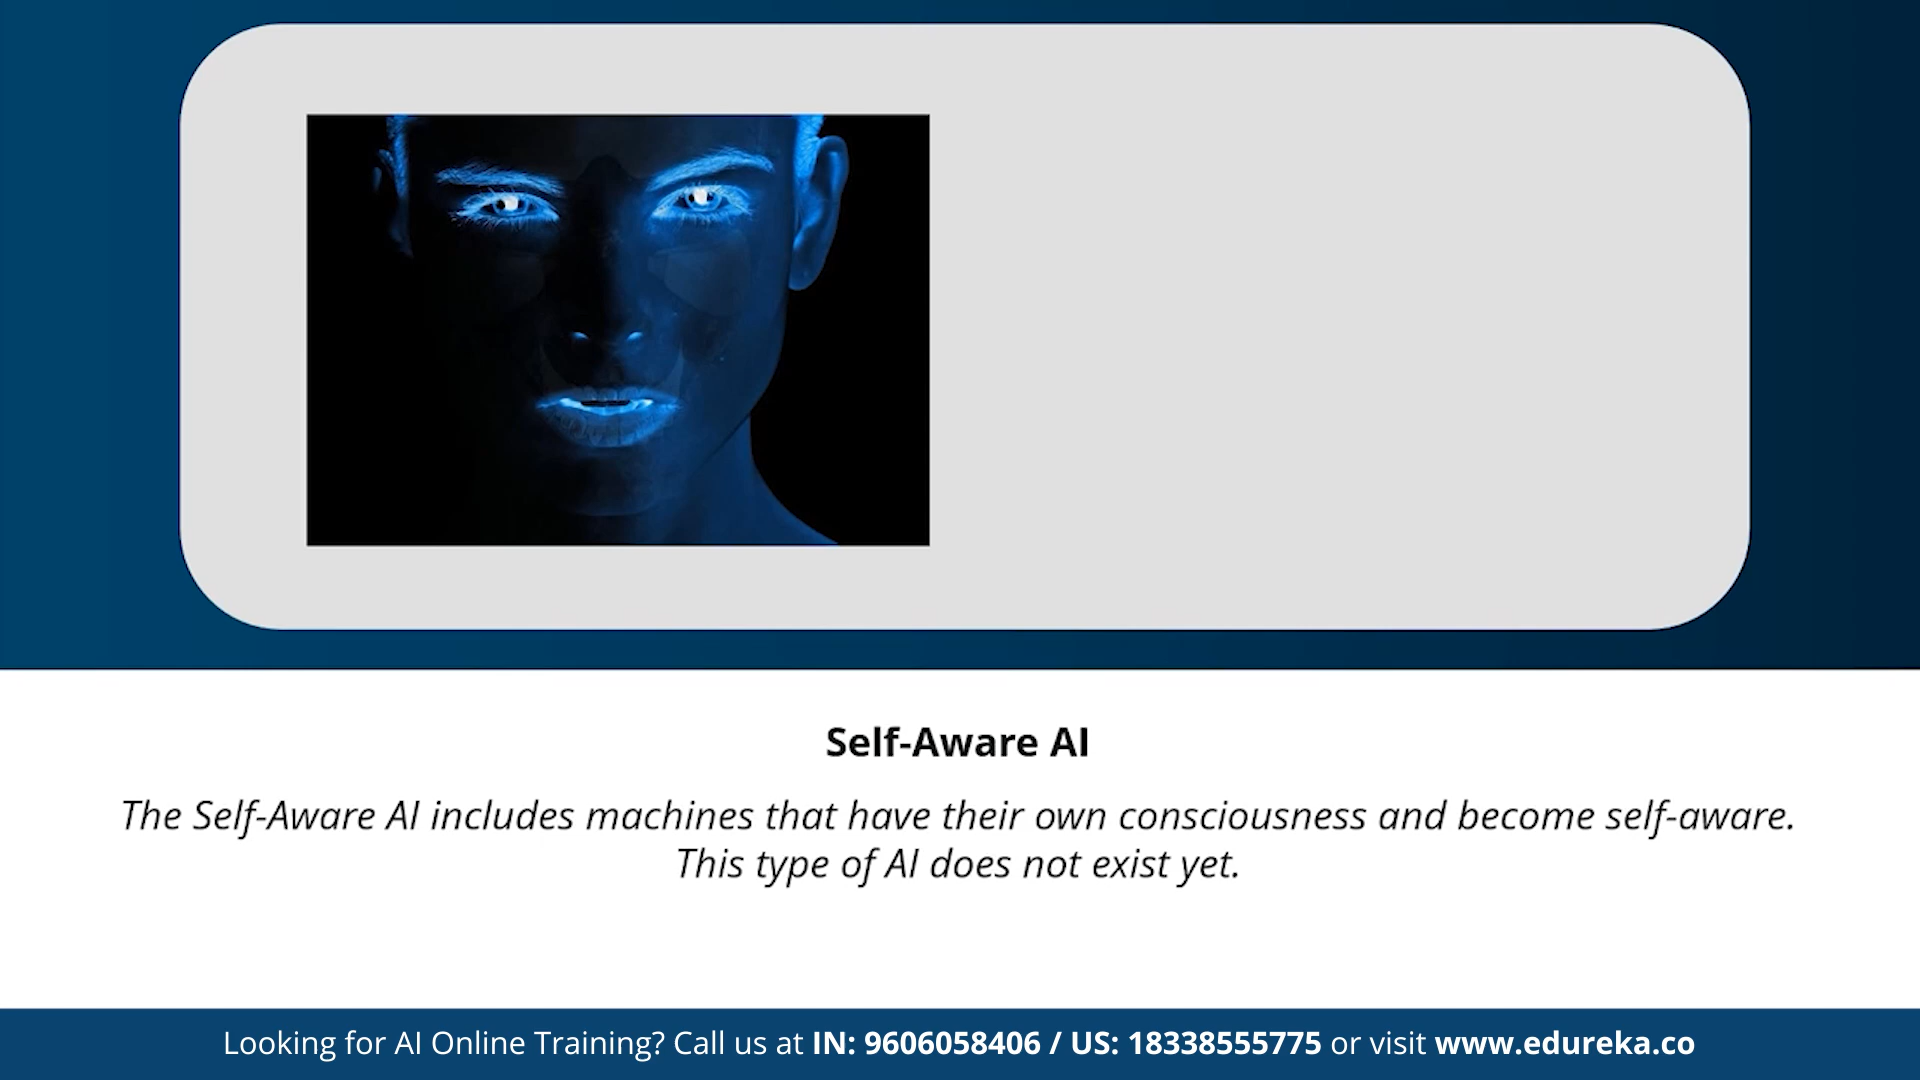 Self-Aware AI
The Self-Aware AI includes machines that have their own consciousness and become self-aware.
This type of AI does not exist yet.
Looking for AI Online Training? Call us at IN: 9606058406 / US: 18338555775 or visit www.edureka.co